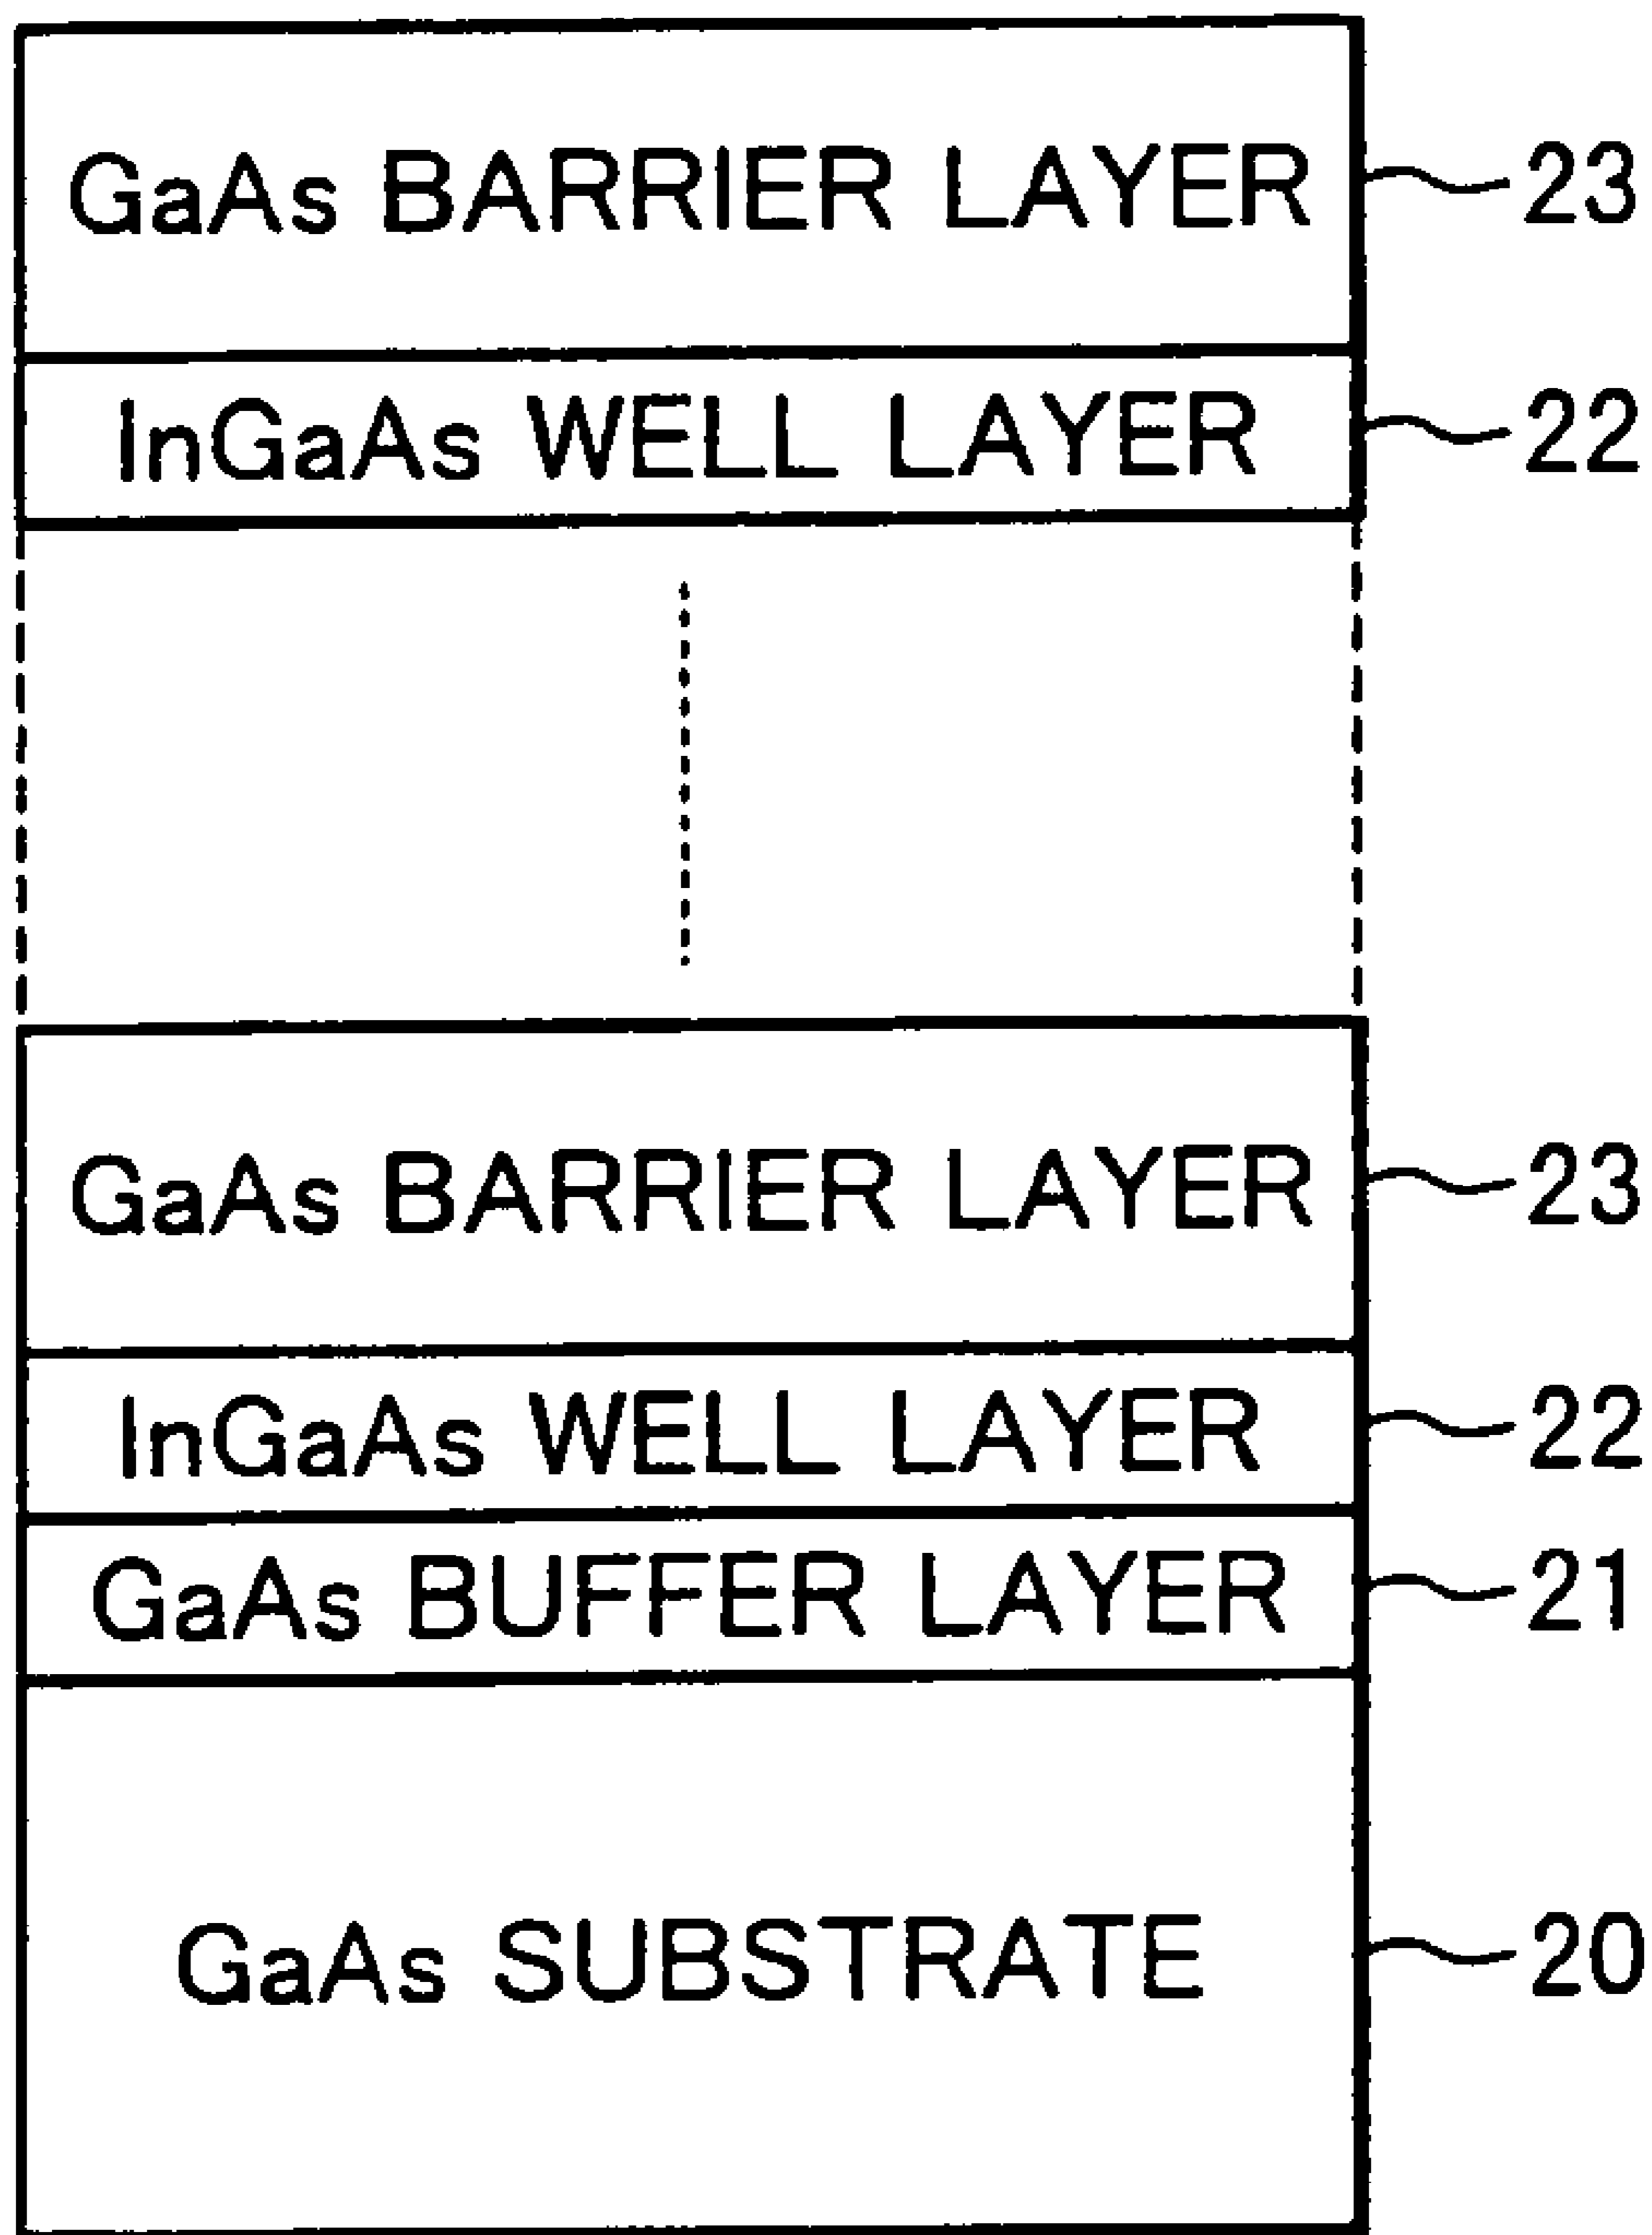 GaAs BARRIER LAYER 23
InGaAs WELL LAYER 22
GaAs BARRIER LAYER 23
InGaAs WELL LAYER 22
GaAs BUFFER LAYER 21
GaAs SUBSTRATE 20